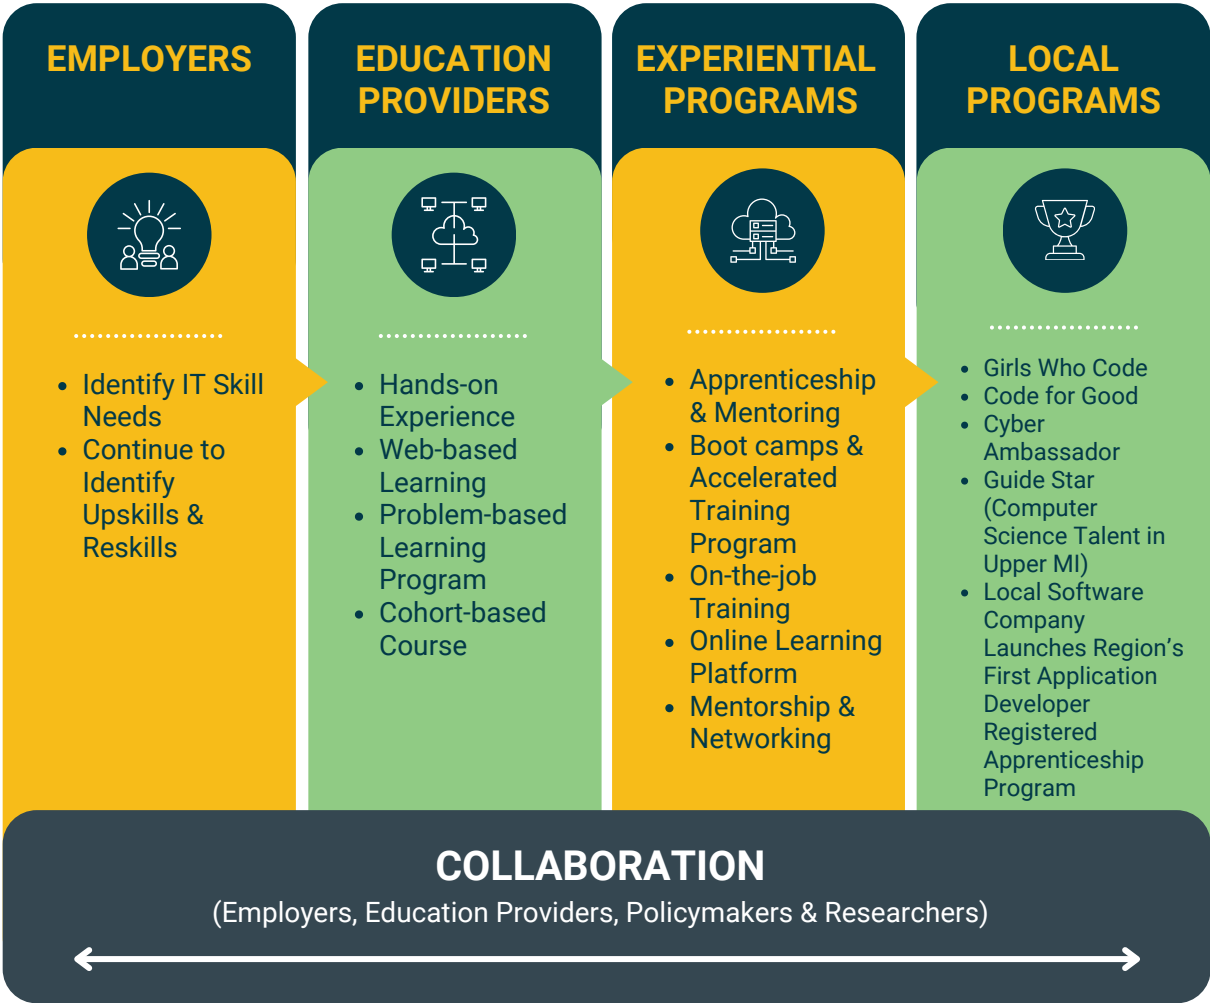 EMPLOYERS
• Identify IT Skill
Needs
• Continue to
Identify
Upskills &
Reskills
EDUCATION
PROVIDERS
• Hands-on
Experience
• Web-based
Learning
• Problem-based
Learning
Program
• Cohort-based
Course
EXPERIENTIAL
PROGRAMS
• Apprenticeship
& Mentoring
• Boot camps &
Accelerated
Training
Program
• On-the-job
Training
• Online Learning
Platform
• Mentorship &
Networking
LOCAL
PROGRAMS
• Girls Who Code
• Code for Good
• Cyber
Ambassador
• Guide Star
(Computer
Science Talent in
Upper MI)
• Local Software
Company
Launches Region’s
First Application
Developer
Registered
Apprenticeship
Program
COLLABORATION
(Employers, Education Providers, Policymakers & Researchers)